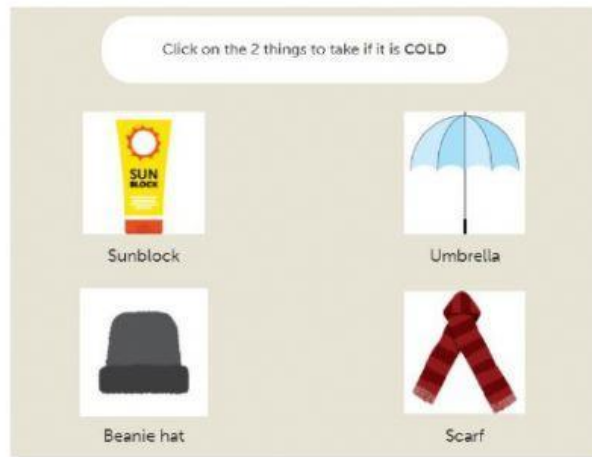 Click on the 2 things to take if it is COLD
SUN
BLOCK
Sunblock
Umbrella
Beanie hat
Scarf